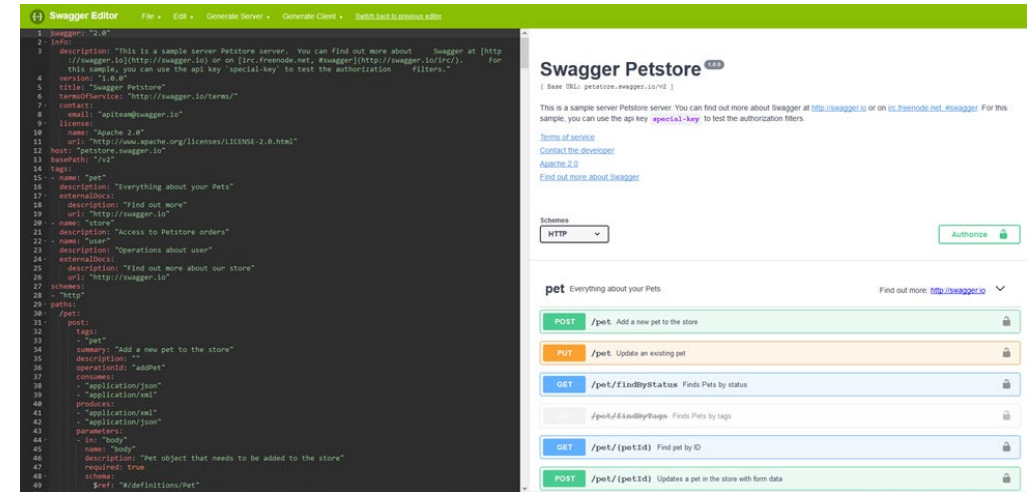 Swagger Editor File Edit Generate Server Generate Client Switch back to previous editor
1 swagger: "2.0"
2 info:
3 description: "This is a sample server Petstore server. You can find out more about Swagger at [http
://swagger.io](http://swagger.io) or on [irc.freenode.net, #swagger](http://swagger.io/irc/). For
this sample, you can use the api key `special-key` to test the authorization filters."
4 version: "1.0.0"
5 title: "Swagger Petstore"
6 termsOfService: "http://swagger.io/terms/"
7 contact:
8 email: "apiteam@swagger.io"
9 license:
10 name: "Apache 2.0"
11 url: "http://www.apache.org/licenses/LICENSE-2.0.html"
12 host: "petstore.swagger.io"
13 basePath: "/v2"
14 tags:
15 - name: "pet"
16 description: "Everything about your Pets"
17 externalDocs:
18 description: "Find out more"
19 url: "http://swagger.io"
20 - name: "store"
21 description: "Access to Petstore orders"
22 - name: "user"
23 description: "Operations about user"
24 externalDocs:
25 description: "Find out more about our store"
26 url: "http://swagger.io"
27 schemes:
28 - "http"
29 paths:
30 /pet:
31 post:
32 tags:
33 - "pet"
34 summary: "Add a new pet to the store"
35 description: ""
36 operationId: "addPet"
37 consumes:
38 - "application/json"
39 - "application/xml"
40 produces:
41 - "application/xml"
42 - "application/json"
43 parameters:
44 - in: "body"
45 name: "body"
46 description: "Pet object that needs to be added to the store"
47 required: true
48 schema:
49 $ref: "#/definitions/Pet"
Swagger Petstore 1.0.0
[ Base URL: petstore.swagger.io/v2 ]
This is a sample server Petstore server. You can find out more about Swagger at http://swagger.io or on irc.freenode.net, #swagger. For this
sample, you can use the api key special-key to test the authorization filters.
Terms of service
Contact the developer
Apache 2.0
Find out more about Swagger
Schemes
HTTP
Authorize
pet Everything about your Pets Find out more: http://swagger.io
POST /pet Add a new pet to the store
PUT /pet Update an existing pet
GET /pet/findByStatus Finds Pets by status
/pet/findByTags Finds Pets by tags
GET /pet/{petId} Find pet by ID
POST /pet/{petId} Updates a pet in the store with form data